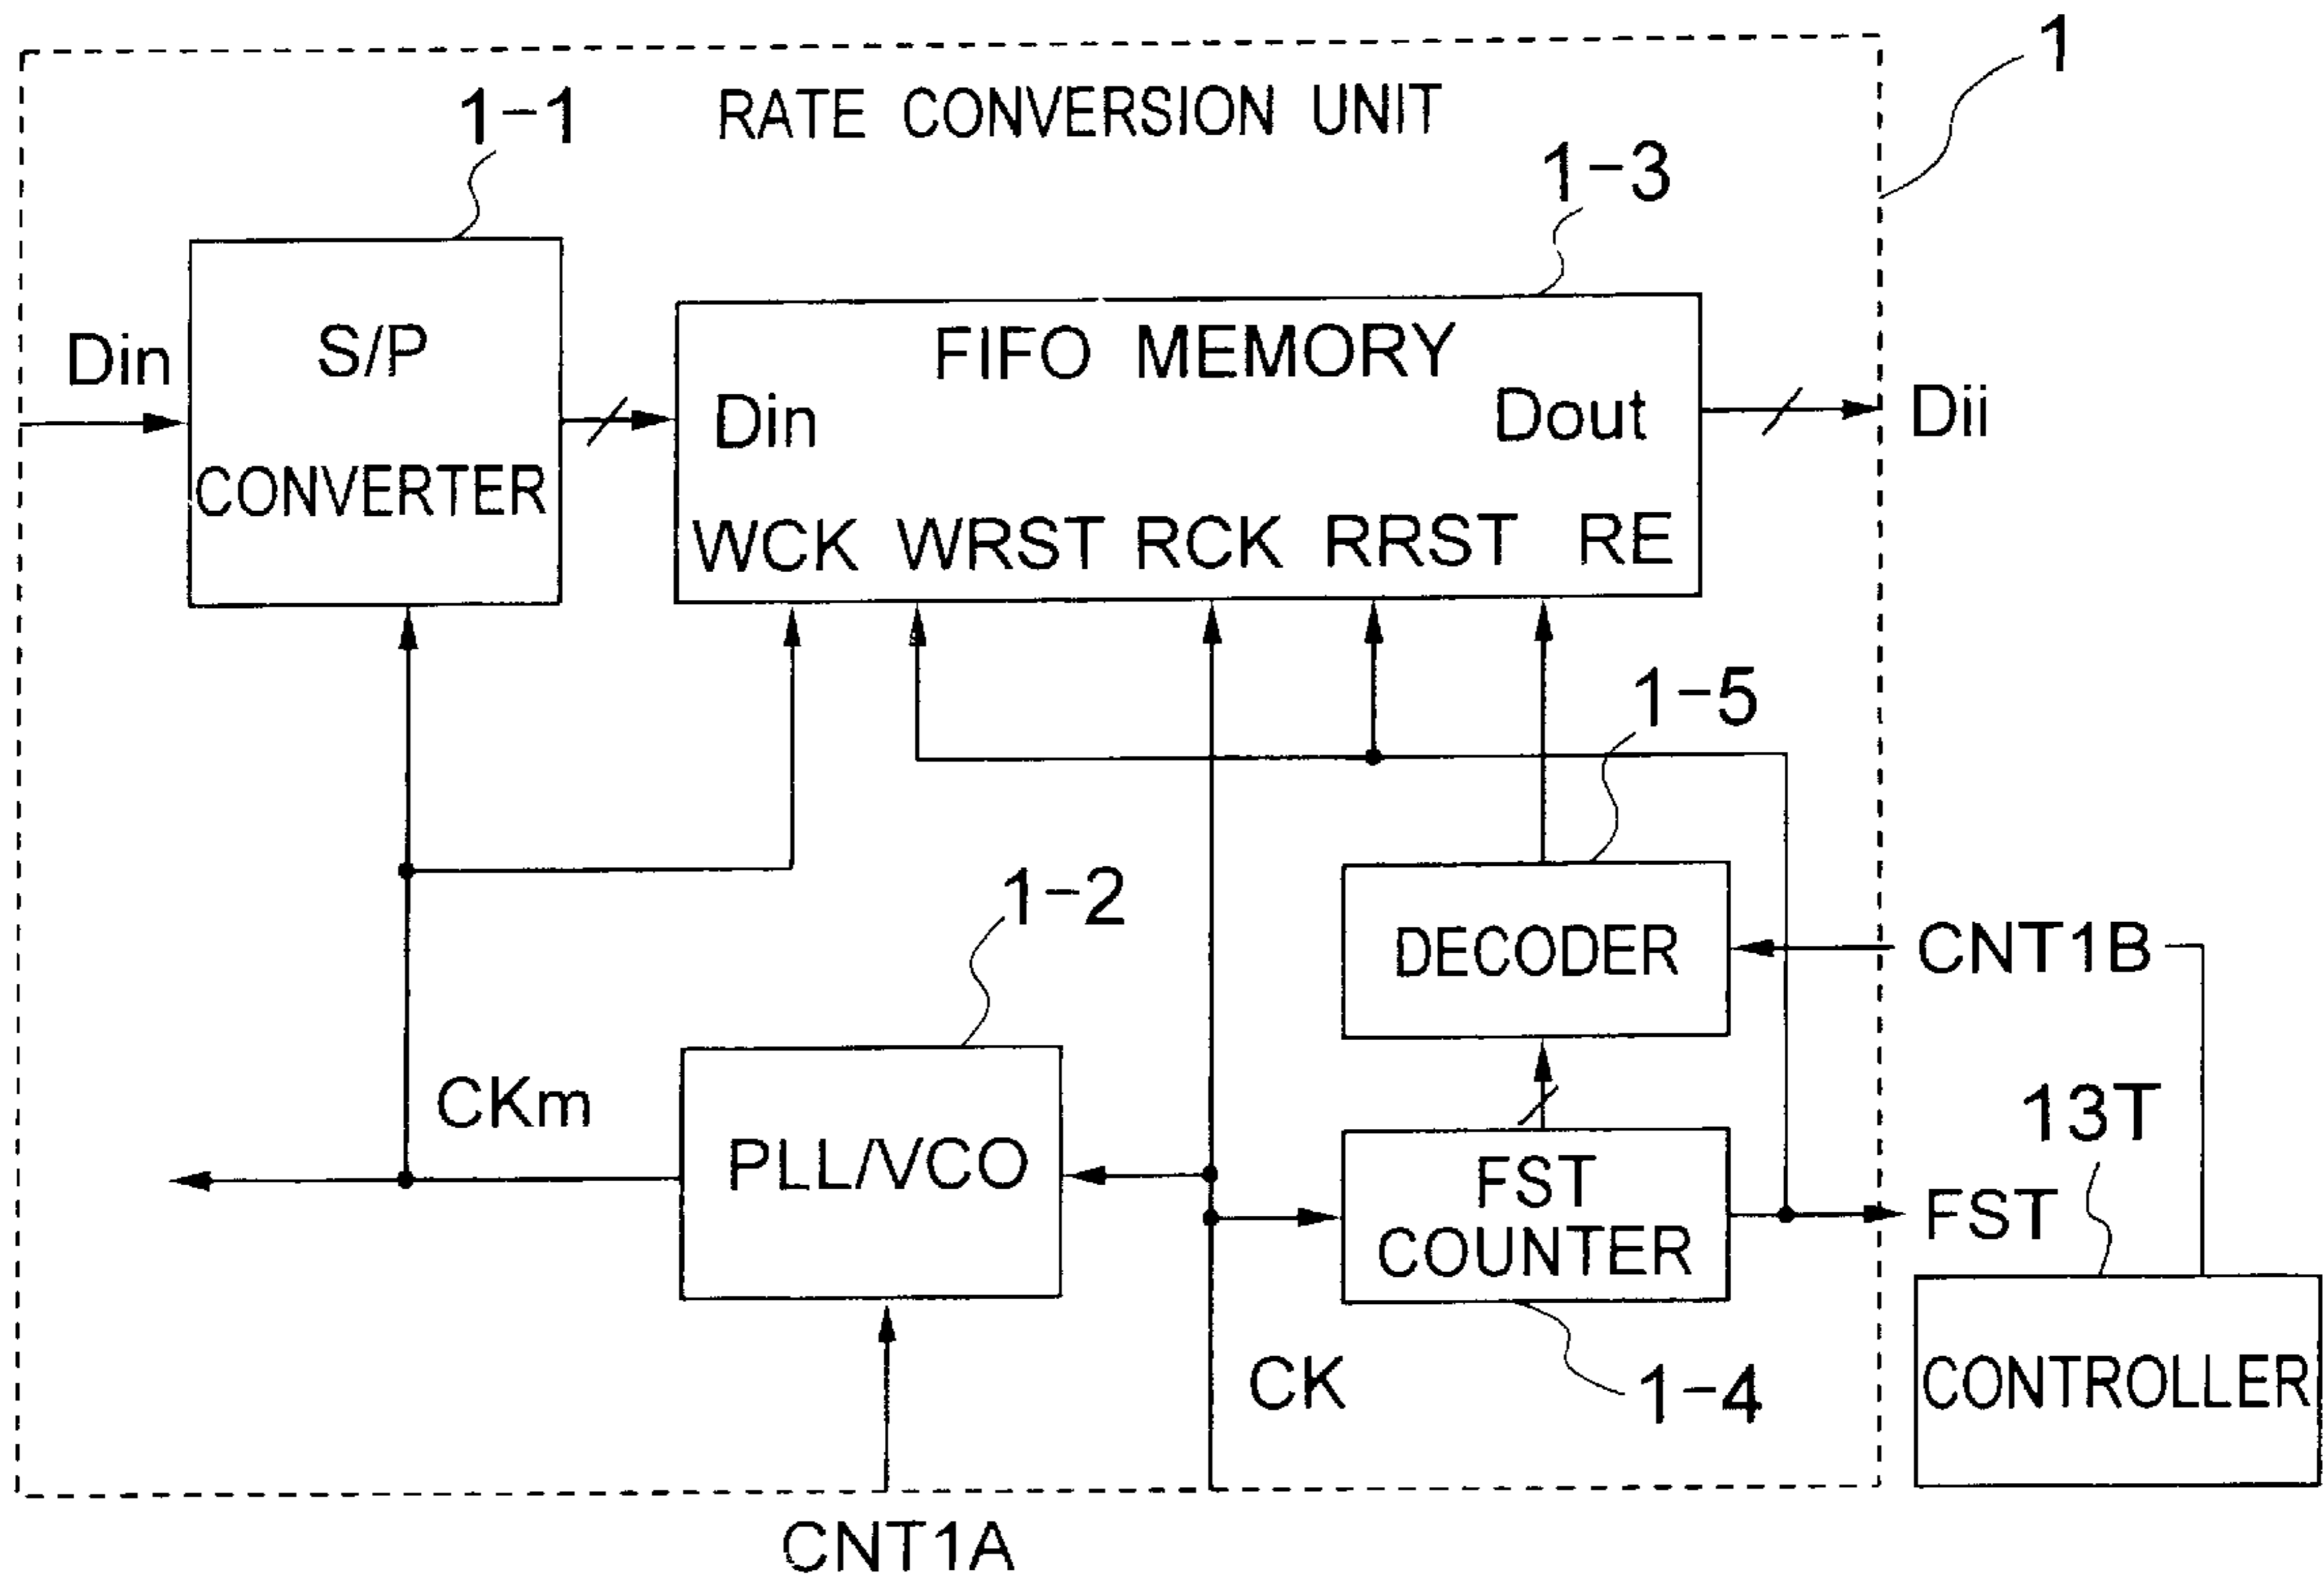 1
RATE CONVERSION UNIT
1-1
1-3
S/P
CONVERTER
Din
FIFO MEMORY
Din
Dout
Dii
WCK WRST RCK RRST RE
1-5
1-2
DECODER
CNT1B
CKm
PLL/VCO
FST
COUNTER
13T
FST
CK
1-4
CONTROLLER
CNT1A